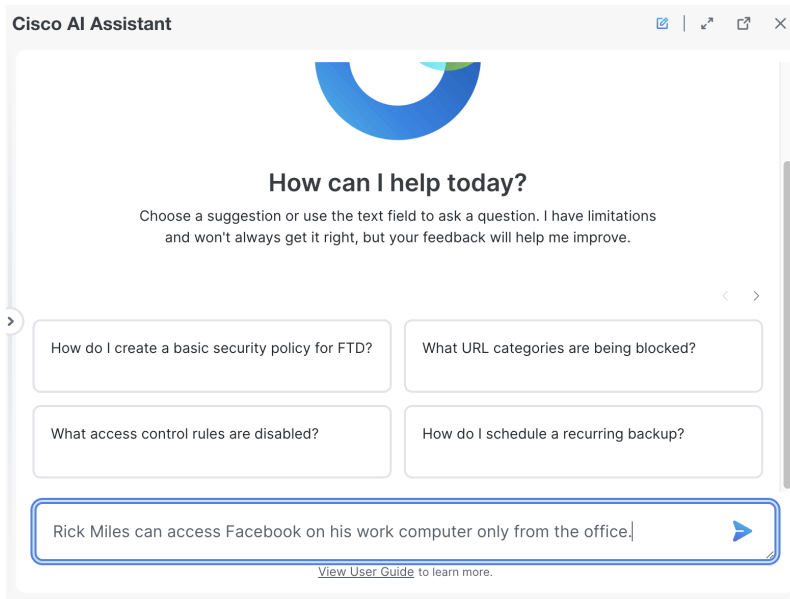 Cisco AI Assistant
How can I help today?
Choose a suggestion or use the text field to ask a question. I have limitations
and won't always get it right, but your feedback will help me improve.
How do I create a basic security policy for FTD?
What URL categories are being blocked?
What access control rules are disabled?
How do I schedule a recurring backup?
Rick Miles can access Facebook on his work computer only from the office.
View User Guide to learn more.